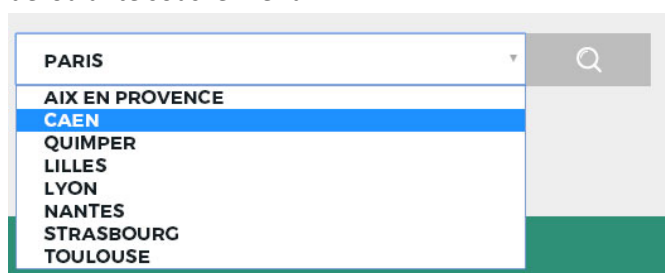 PARIS
AIX EN PROVENCE
CAEN
QUIMPER
LILLES
LYON
NANTES
STRASBOURG
TOULOUSE